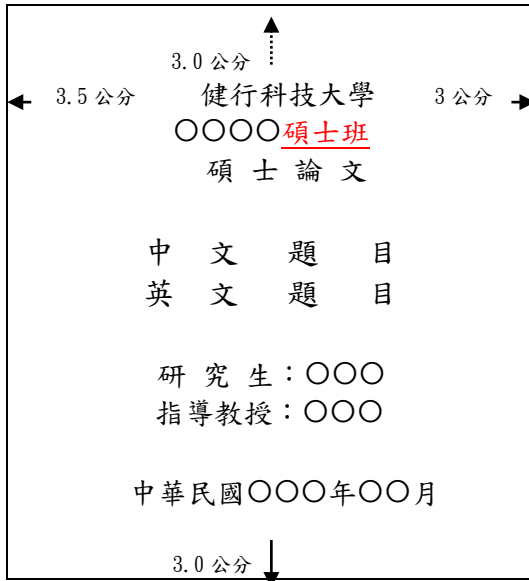 3.0 公分
3.5 公分 健行科技大學 3 公分
○○○○碩士班
碩 士 論 文
中 文 題 目
英 文 題 目
研 究 生：○○○
指導教授：○○○
中華民國○○○年○○月
3.0 公分